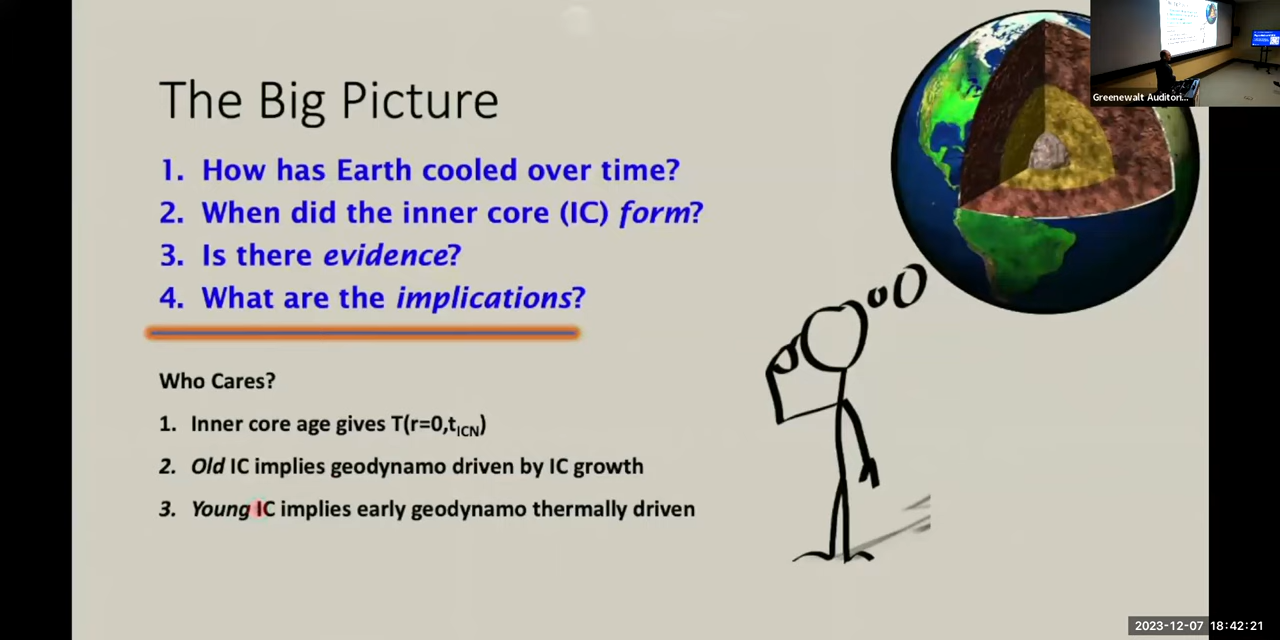 The Big Picture
1. How has Earth cooled over time?
2. When did the inner core (IC) form?
3. Is there evidence?
4. What are the implications?
Who Cares?
1. Inner core age gives T(r=0,tICN)
2. Old IC implies geodynamo driven by IC growth
3. Young IC implies early geodynamo thermally driven
Greenewalt Auditori...
2023-12-07 18:42:21